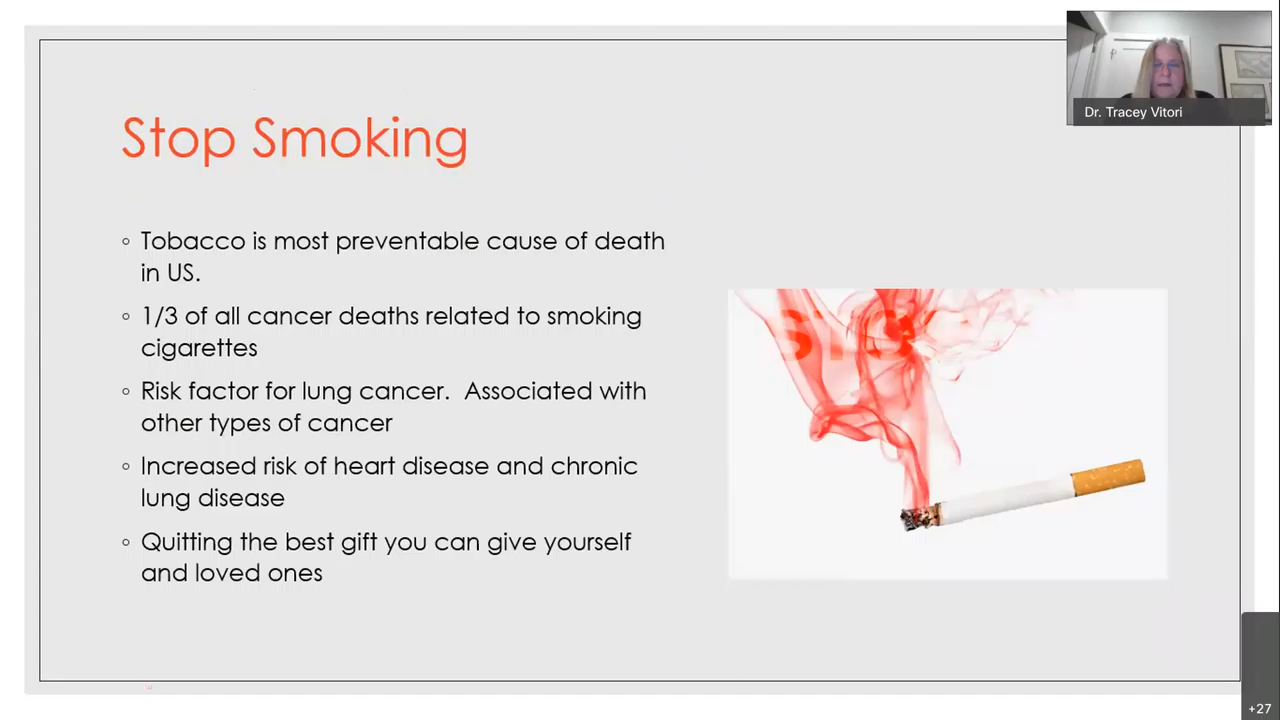 Dr. Tracey Vitori
Stop Smoking
◦ Tobacco is most preventable cause of death
in US.
◦ 1/3 of all cancer deaths related to smoking
cigarettes
◦ Risk factor for lung cancer.  Associated with
other types of cancer
◦ Increased risk of heart disease and chronic
lung disease
◦ Quitting the best gift you can give yourself
and loved ones
+27